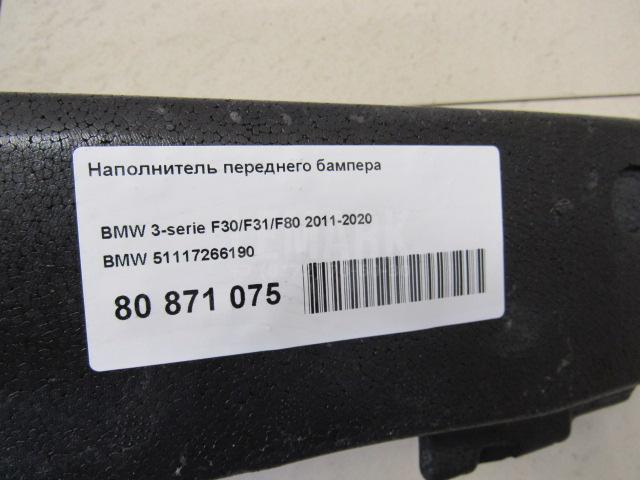 Наполнитель переднего бампера
BMW 3-serie F30/F31/F80 2011-2020
BMW 51117266190
80 871 075